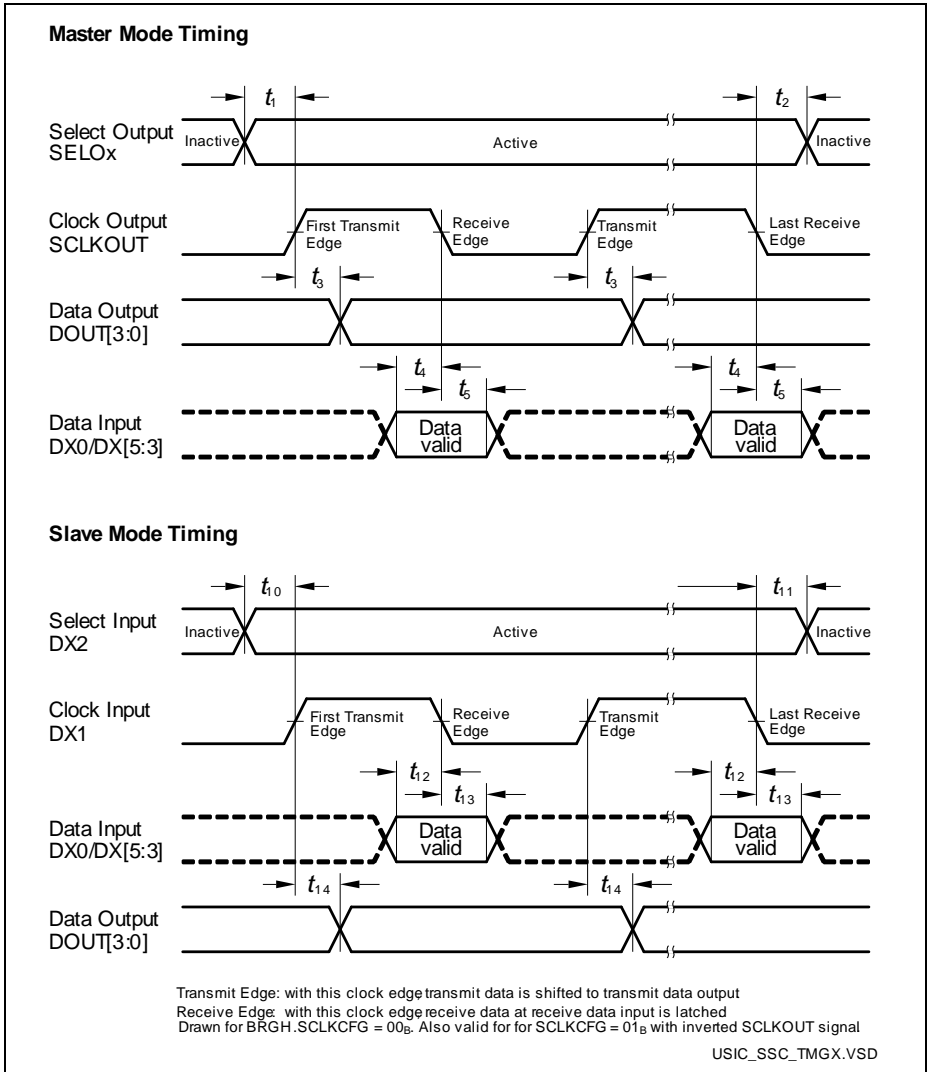 Master Mode Timing
t1
t2
Select Output
SELOx
Inactive
Active
Inactive
Clock Output
SCLKOUT
First Transmit
Edge
Receive
Edge
Transmit
Edge
Last Receive
Edge
t3
t3
Data Output
DOUT[3:0]
t4
t5
t4
t5
Data Input
DX0/DX[5:3]
Data
valid
Data
valid
Slave Mode Timing
t10
t11
Select Input
DX2
Inactive
Active
Inactive
Clock Input
DX1
First Transmit
Edge
Receive
Edge
Transmit
Edge
Last Receive
Edge
t12
t13
t12
t13
Data Input
DX0/DX[5:3]
Data
valid
Data
valid
t14
t14
Data Output
DOUT[3:0]
Transmit Edge: with this clock edge, transmit data is shifted to transmit data output
Receive Edge: with this clock edge, receive data at receive data input is latched
Drawn for BRGH.SCLKCFG = 00B. Also valid for for SCLKCFG = 01B with inverted SCLKOUT signal.
USIC_SSC_TMGX.VSD